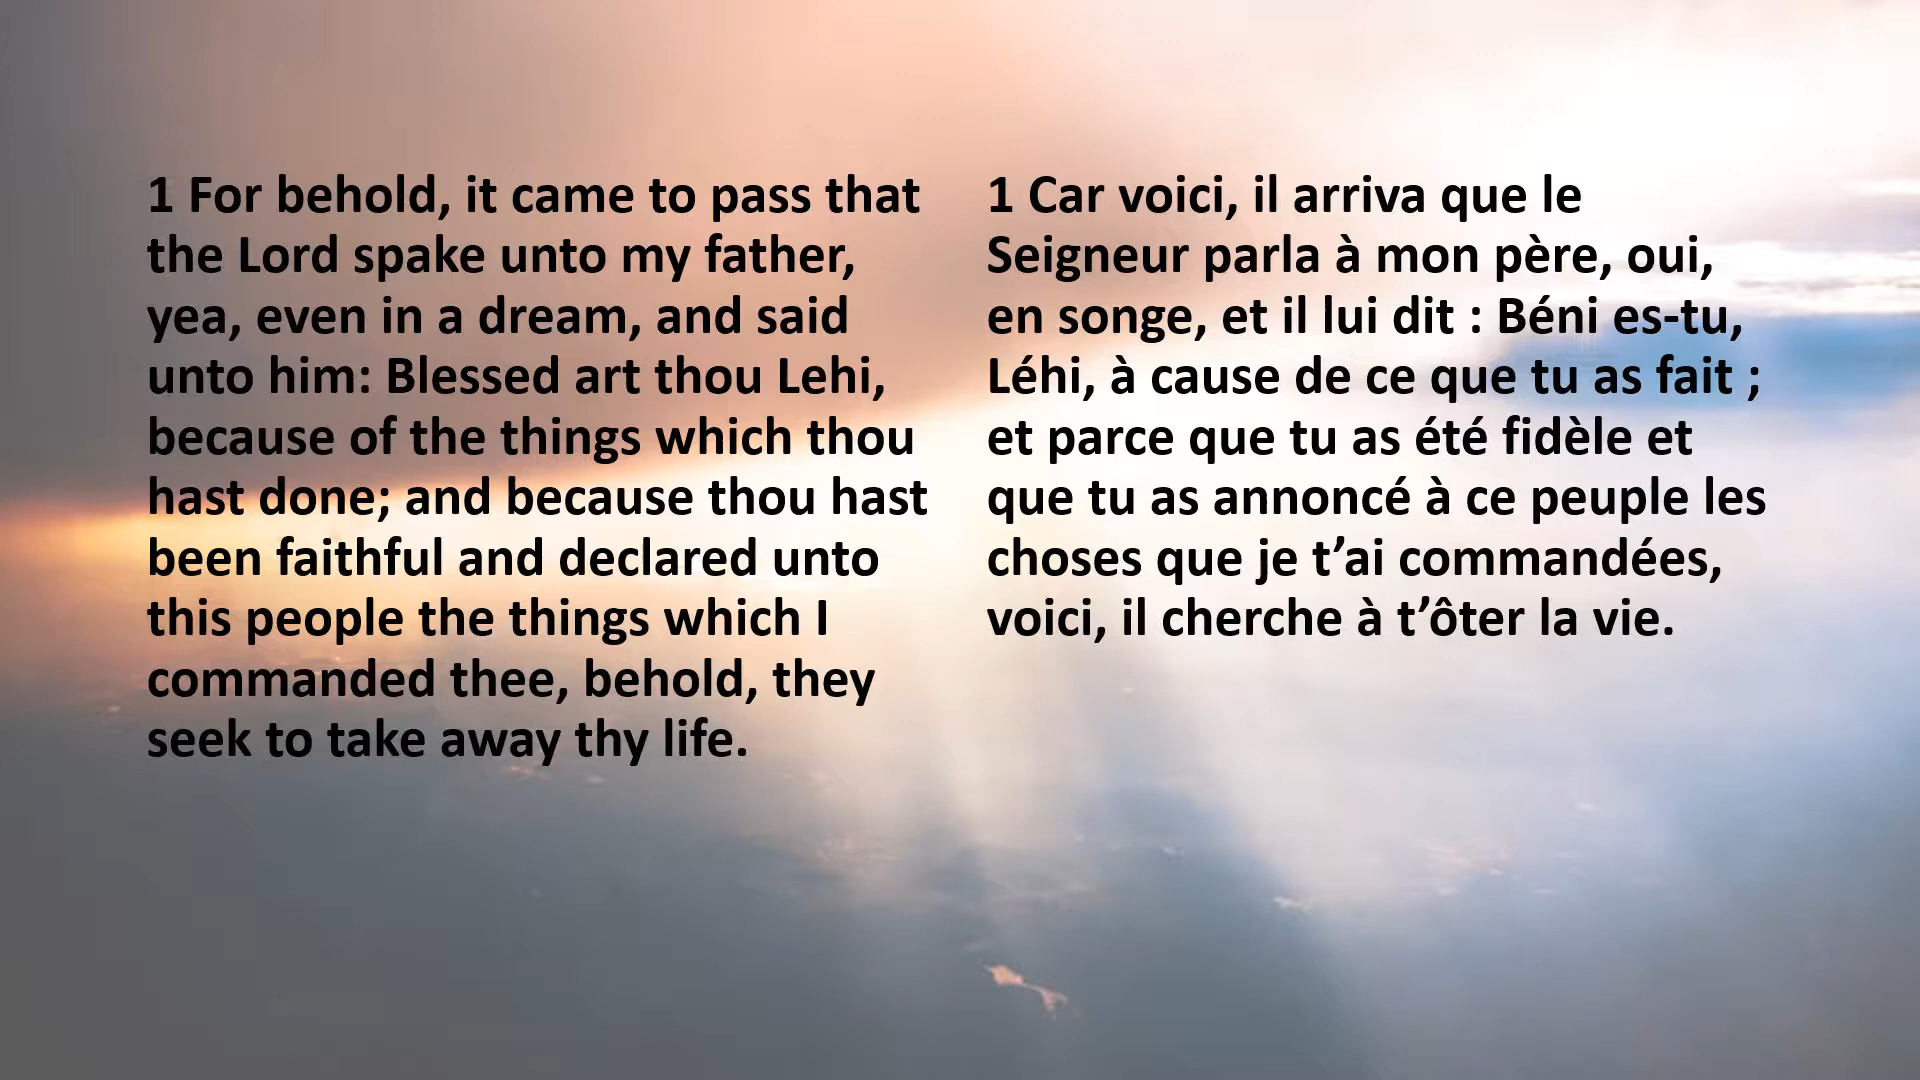 1 For behold, it came to pass that
the Lord spake unto my father,
yea, even in a dream, and said
unto him: Blessed art thou Lehi,
because of the things which thou
hast done; and because thou hast
been faithful and declared unto
this people the things which I
commanded thee, behold, they
seek to take away thy life.
1 Car voici, il arriva que le
Seigneur parla à mon père, oui,
en songe, et il lui dit : Béni es-tu,
Léhi, à cause de ce que tu as fait ;
et parce que tu as été fidèle et
que tu as annoncé à ce peuple les
choses que je t’ai commandées,
voici, il cherche à t’ôter la vie.